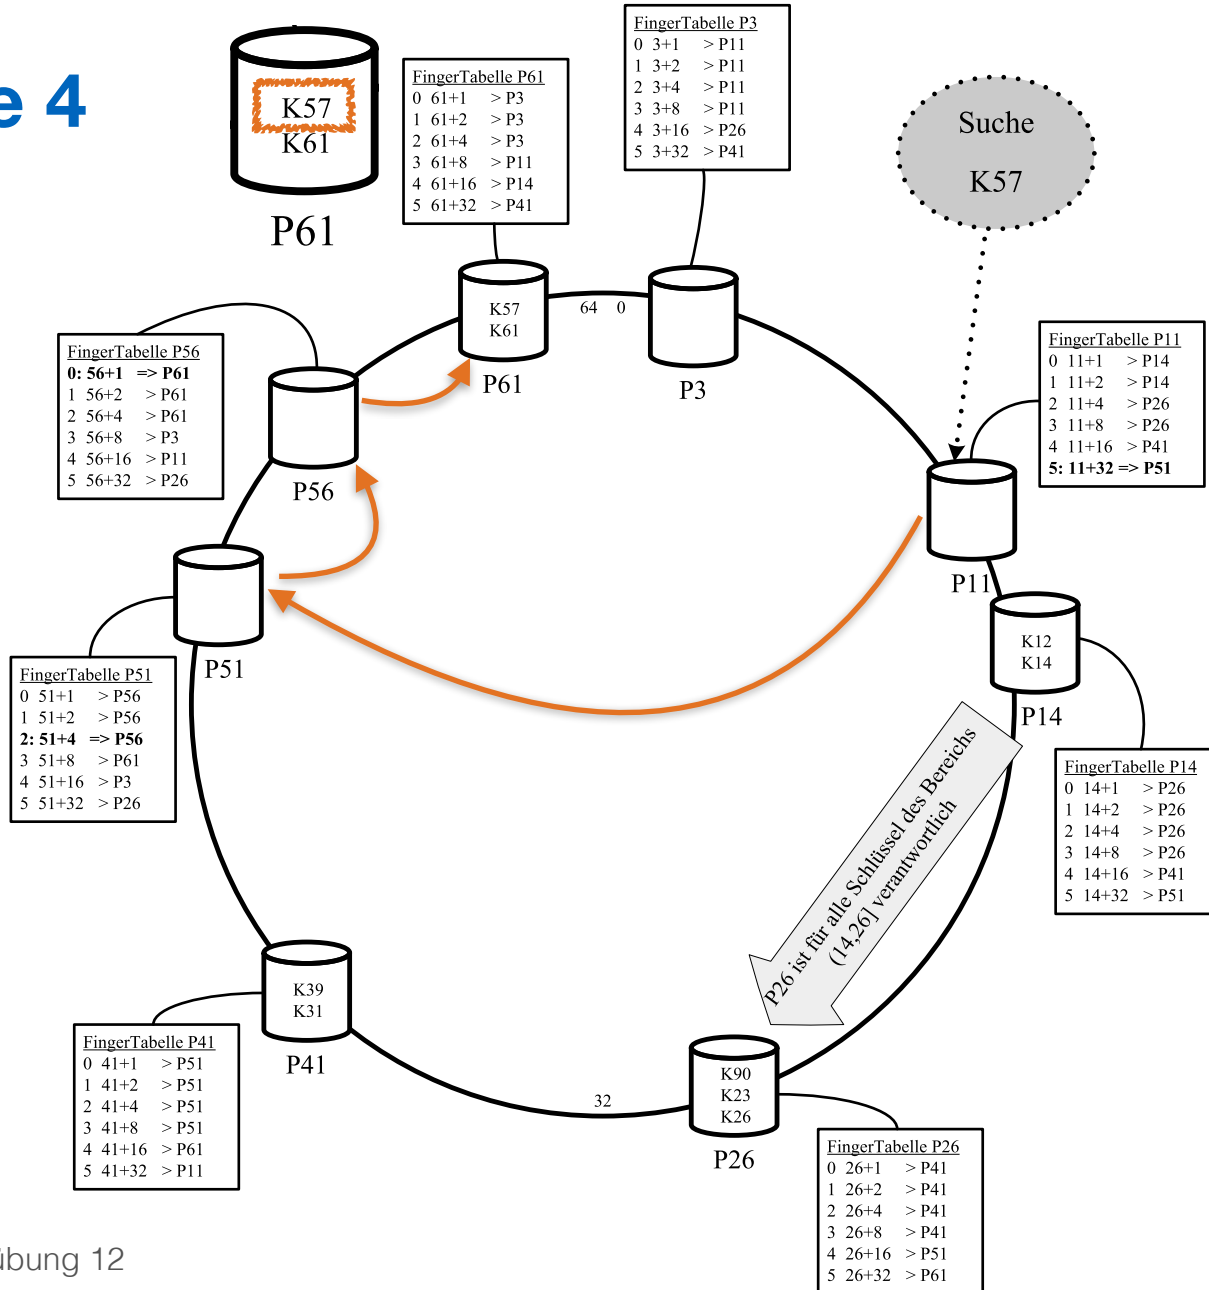 e 4
K57
K61
P61
FingerTabelle P61
0 61+1 > P3
1 61+2 > P3
2 61+4 > P3
3 61+8 > P11
4 61+16 > P14
5 61+32 > P41
FingerTabelle P3
0 3+1 > P11
1 3+2 > P11
2 3+4 > P11
3 3+8 > P11
4 3+16 > P26
5 3+32 > P41
Suche
K57
K57
K61
P61
64 0
P3
FingerTabelle P56
0: 56+1 => P61
1 56+2 > P61
2 56+4 > P61
3 56+8 > P3
4 56+16 > P11
5 56+32 > P26
P56
FingerTabelle P11
0 11+1 > P14
1 11+2 > P14
2 11+4 > P26
3 11+8 > P26
4 11+16 > P41
5: 11+32 => P51
P11
P51
K12
K14
P14
FingerTabelle P51
0 51+1 > P56
1 51+2 > P56
2: 51+4 => P56
3 51+8 > P61
4 51+16 > P3
5 51+32 > P26
FingerTabelle P14
0 14+1 > P26
1 14+2 > P26
2 14+4 > P26
3 14+8 > P26
4 14+16 > P41
5 14+32 > P51
P26 ist für alle Schlüssel des Bereichs
(14,26] verantwortlich
K39
K31
P41
FingerTabelle P41
0 41+1 > P51
1 41+2 > P51
2 41+4 > P51
3 41+8 > P51
4 41+16 > P61
5 41+32 > P11
32
K90
K23
K26
P26
FingerTabelle P26
0 26+1 > P41
1 26+2 > P41
2 26+4 > P41
3 26+8 > P41
4 26+16 > P51
5 26+32 > P61
übung 12